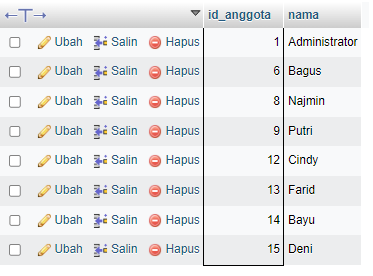 id_anggota nama
Ubah Salin Hapus 1 Administrator
Ubah Salin Hapus 6 Bagus
Ubah Salin Hapus 8 Najmin
Ubah Salin Hapus 9 Putri
Ubah Salin Hapus 12 Cindy
Ubah Salin Hapus 13 Farid
Ubah Salin Hapus 14 Bayu
Ubah Salin Hapus 15 Deni